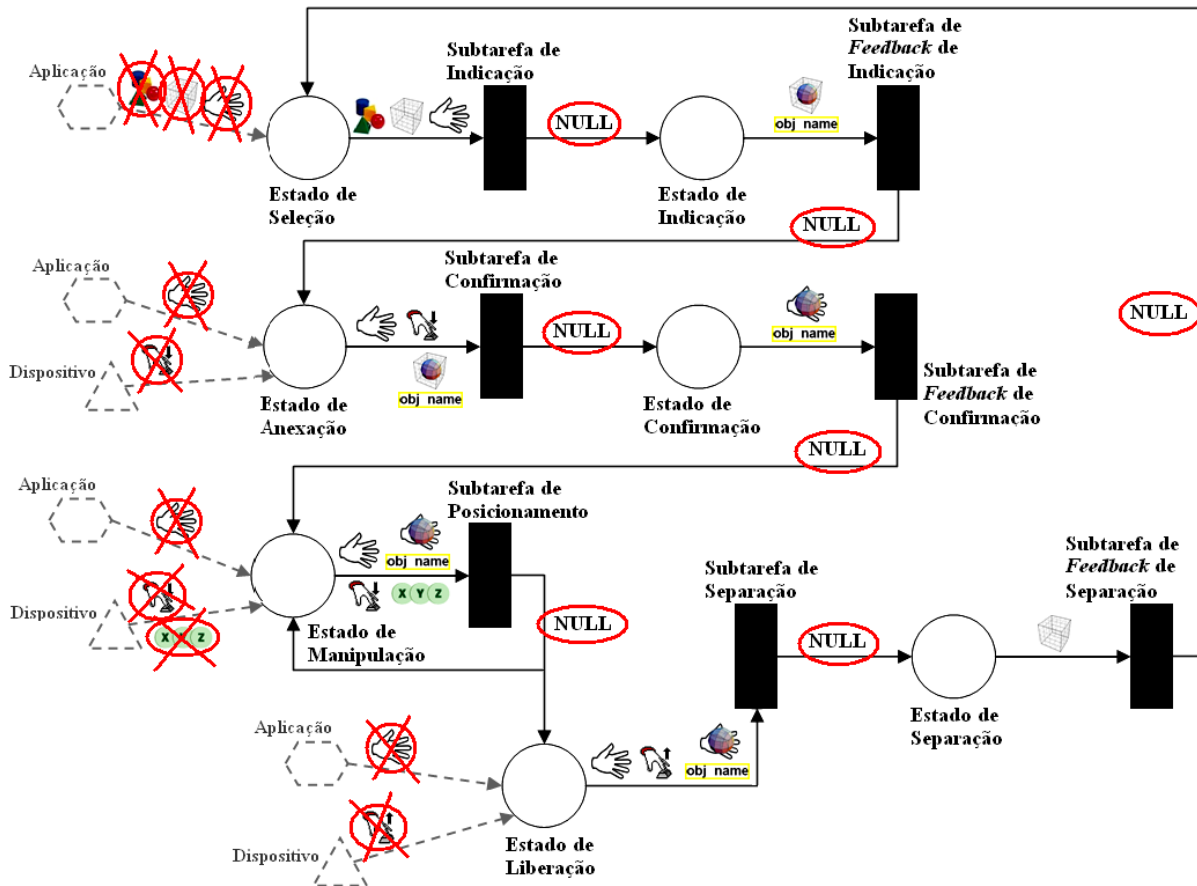 Subtarefa de
Indicação
Subtarefa de
Feedback de
Indicação
Aplicação
NULL
obj name
Estado de
Seleção
Estado de
Indicação
NULL
Aplicação
Subtarefa de
Confirmação
NULL
obj name
NULL
Dispositivo
obj name
Estado de
Anexação
Estado de
Confirmação
Subtarefa de
Feedback de
Confirmação
NULL
Aplicação
Subtarefa de
Posicionamento
obj name
X Y Z
Dispositivo
X Y Z
Estado de
Manipulação
NULL
Subtarefa de
Separação
Subtarefa de
Feedback de
Separação
NULL
Estado de
Separação
Aplicação
obj name
Dispositivo
Estado de
Liberação